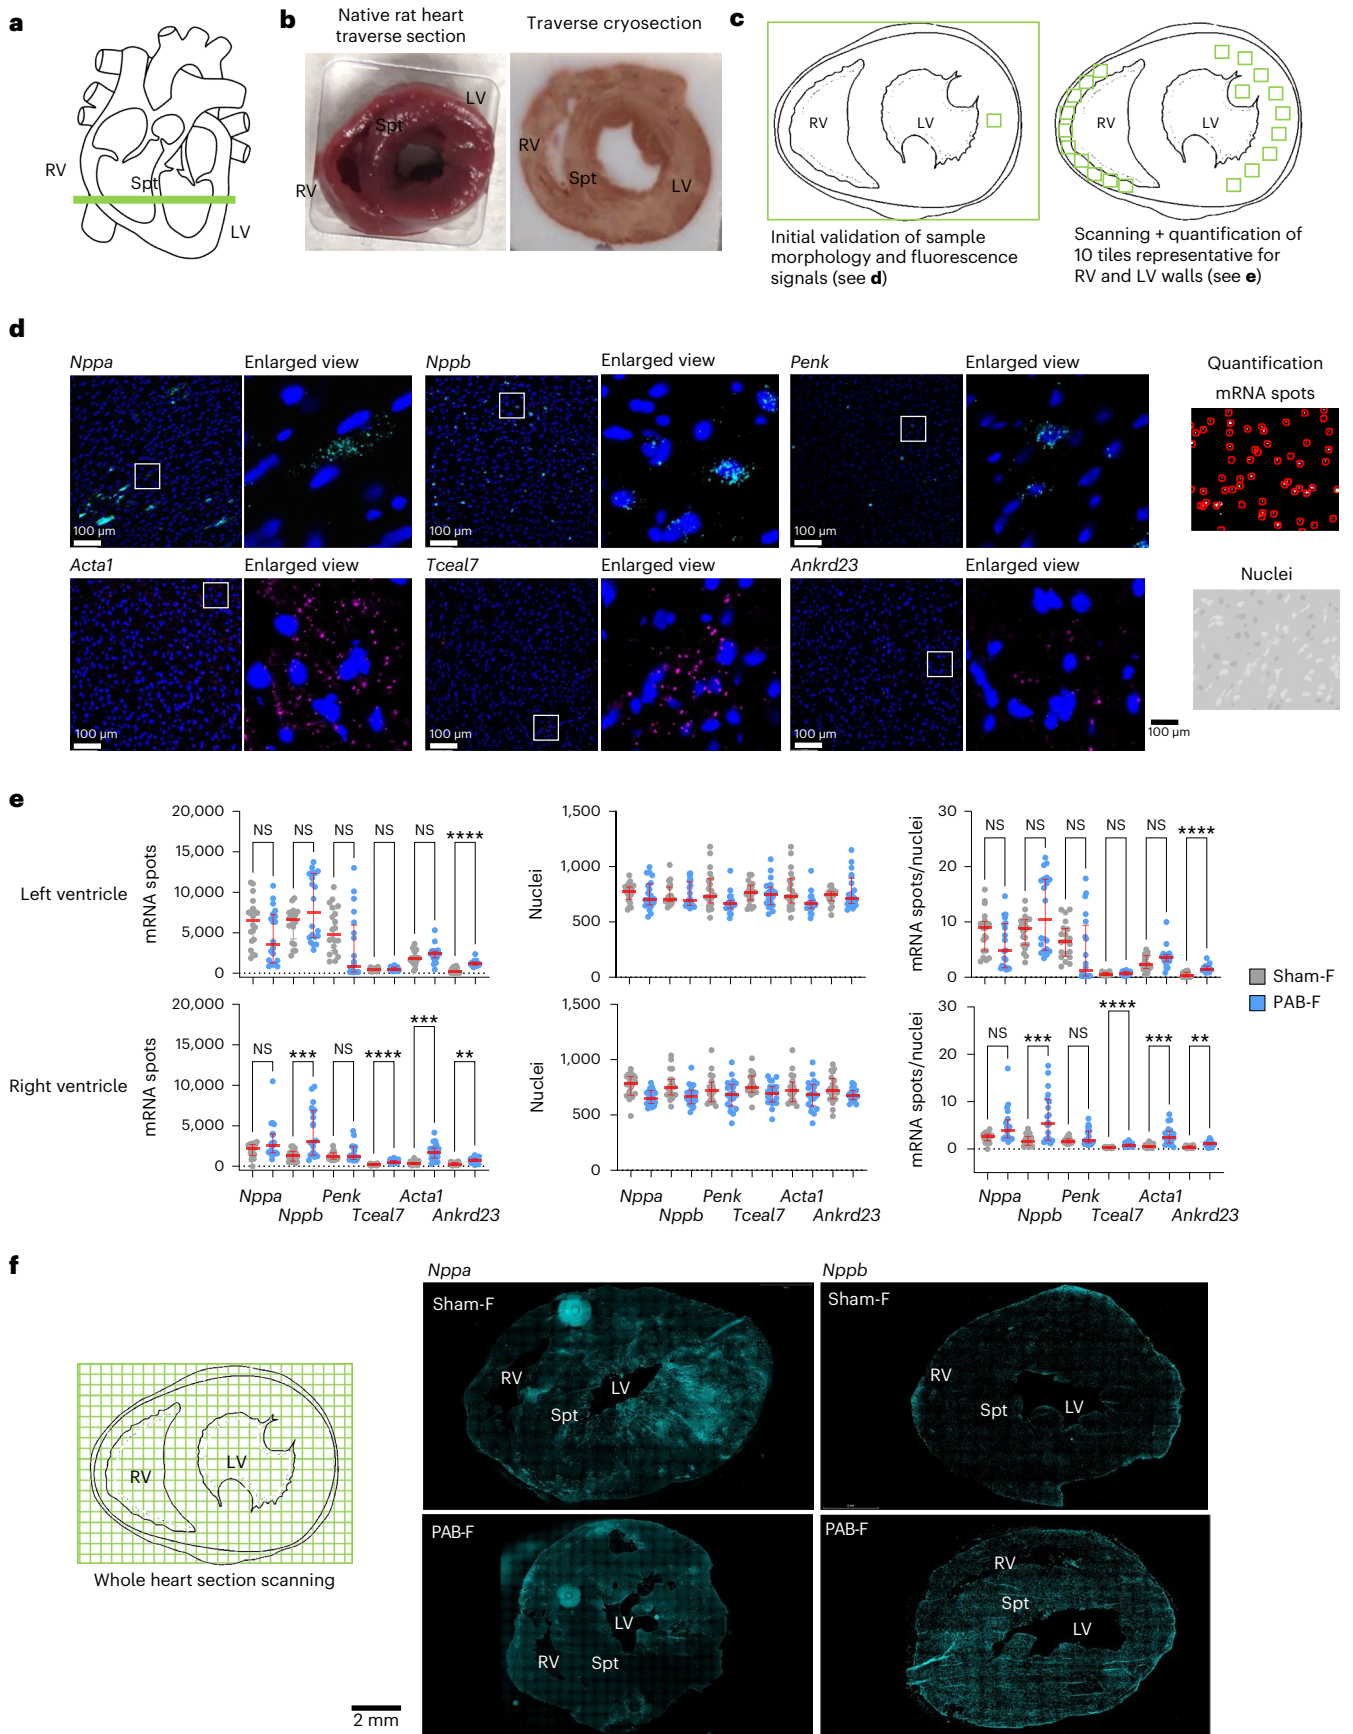 a
RV
Spt
LV
b
Native rat heart
traverse section
Traverse cryosection
LV
Spt
RV
RV
Spt
LV
c
RV
LV
RV
LV
Initial validation of sample
morphology and fluorescence
signals (see d)
Scanning + quantification of
10 tiles representative for
RV and LV walls (see e)
d
Nppa
Enlarged view
Nppb
Enlarged view
Penk
Enlarged view
Quantification
mRNA spots
100 µm
100 µm
100 µm
Acta1
Enlarged view
Tceal7
Enlarged view
Ankrd23
Enlarged view
Nuclei
100 µm
100 µm
100 µm
100 µm
e
Left ventricle
mRNA spots
20,000
15,000
10,000
5,000
0
NS
NS
NS
NS
NS
****
Nuclei
1,500
1,000
500
0
mRNA spots/nuclei
30
20
10
0
NS
NS
NS
NS
NS
****
Sham-F
PAB-F
Right ventricle
mRNA spots
20,000
15,000
10,000
5,000
0
NS
***
NS
****
***
**
Nuclei
1,500
1,000
500
0
mRNA spots/nuclei
30
20
10
0
NS
***
NS
****
***
**
Nppa
Nppb
Penk
Tceal7
Acta1
Ankrd23
Nppa
Nppb
Penk
Tceal7
Acta1
Ankrd23
Nppa
Nppb
Penk
Tceal7
Acta1
Ankrd23
f
RV
LV
Whole heart section scanning
2 mm
Nppa
Sham-F
RV
LV
Spt
Nppb
Sham-F
RV
Spt
LV
PAB-F
LV
RV
Spt
PAB-F
RV
Spt
LV